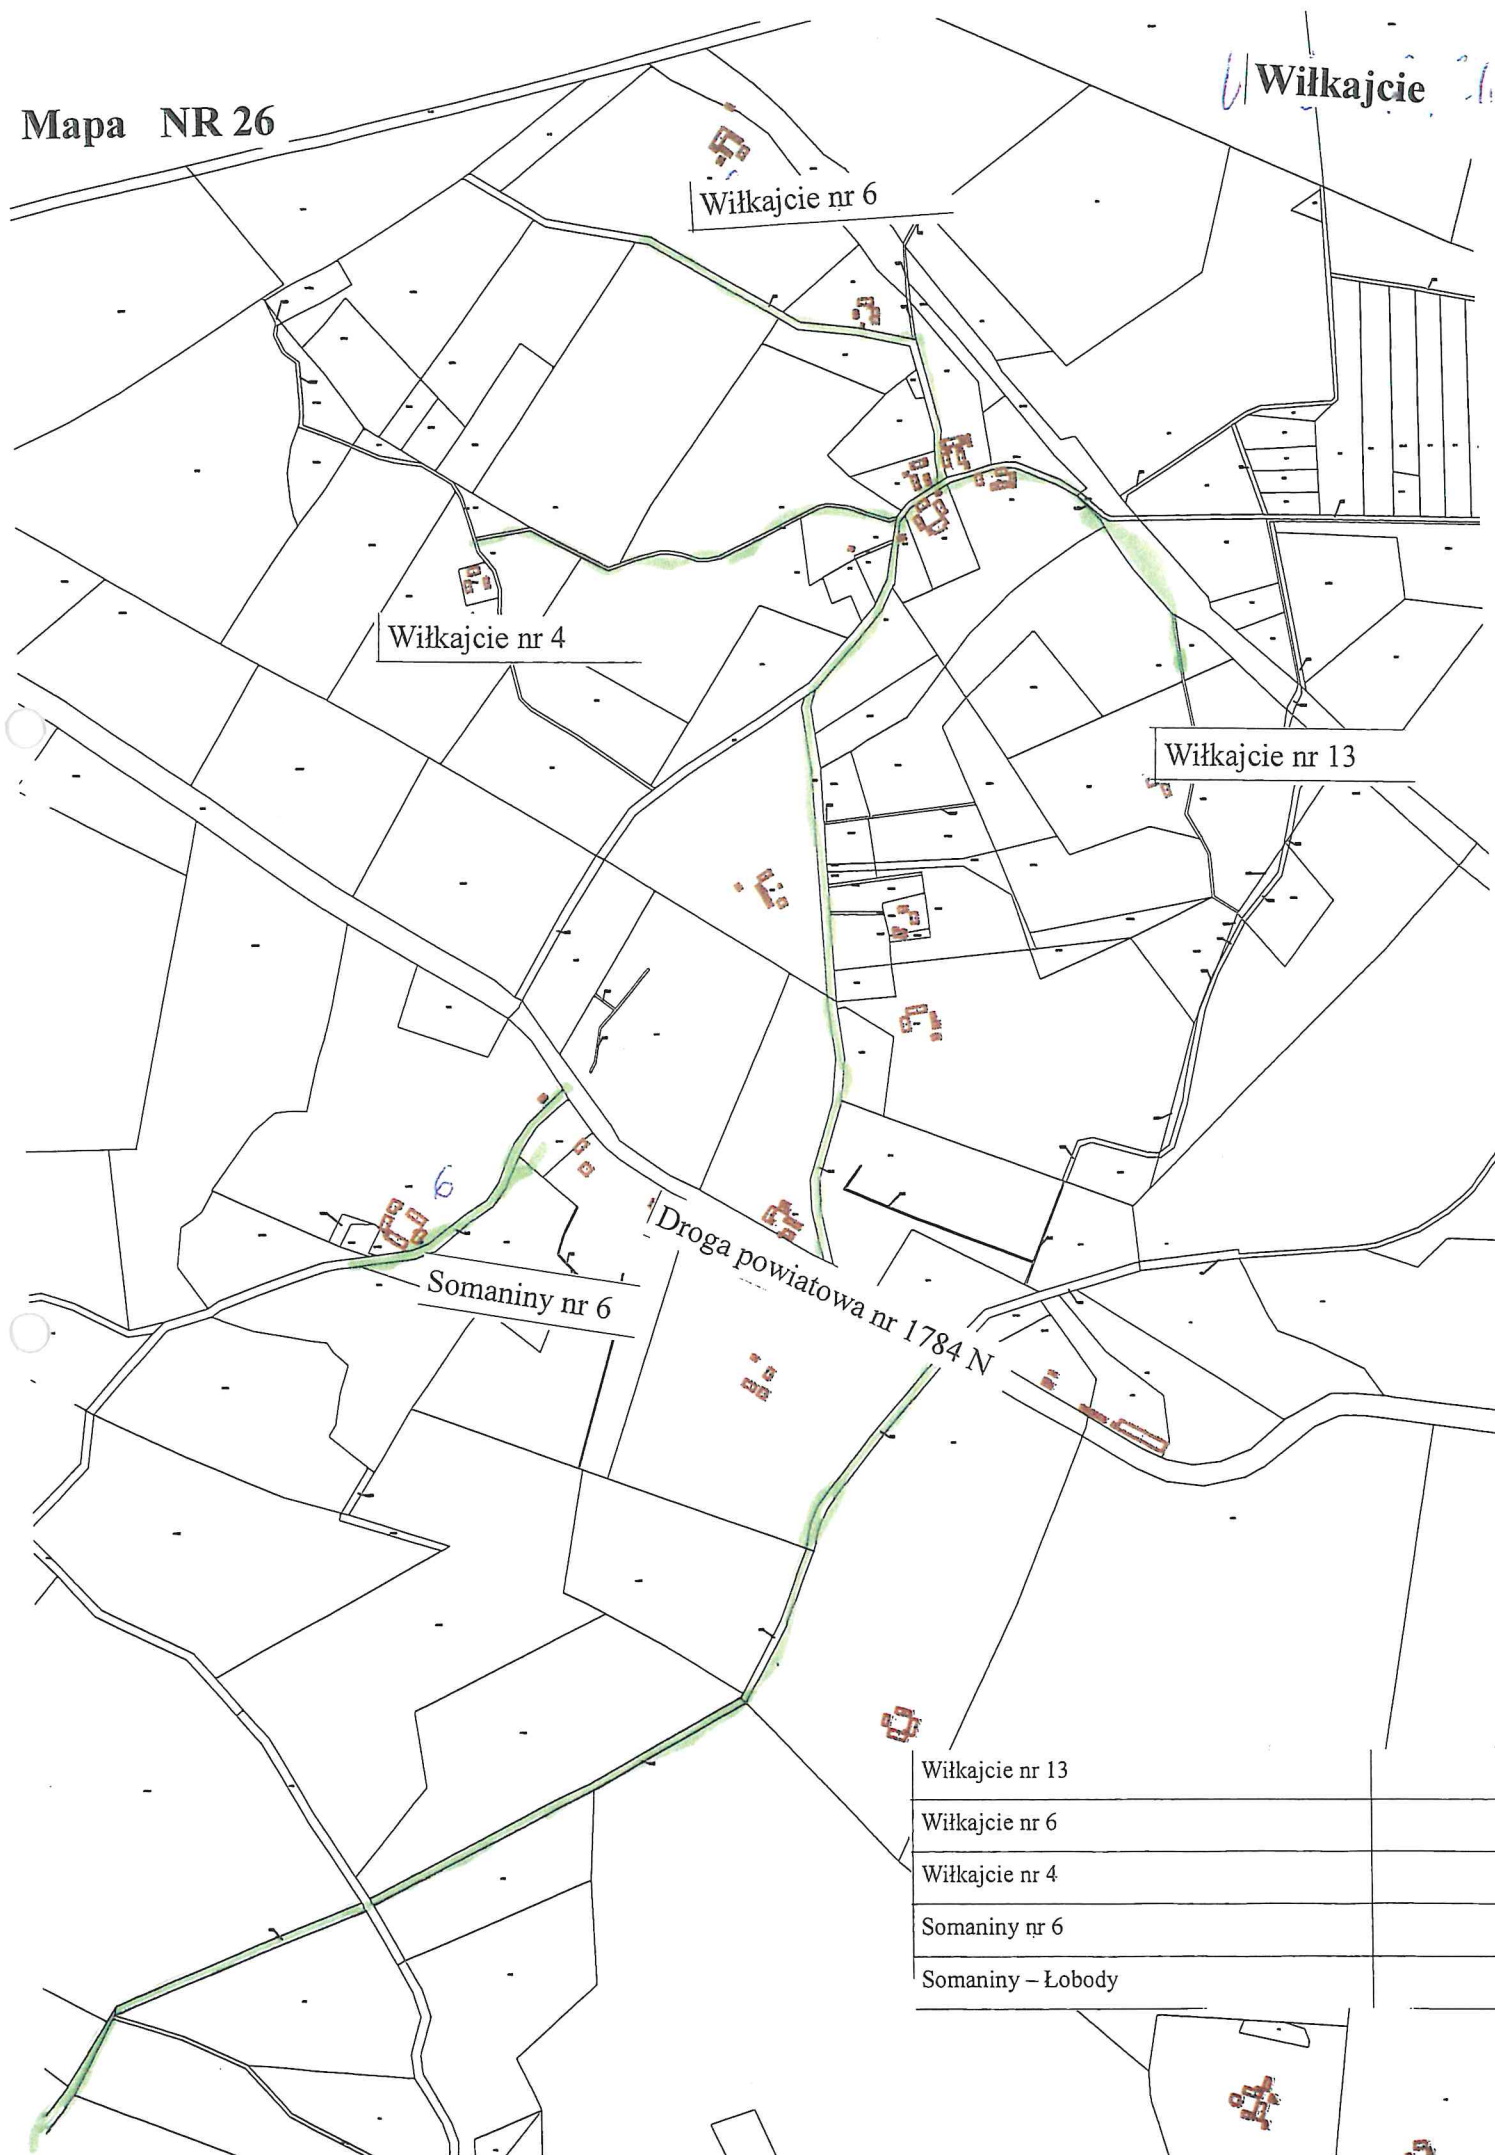 Wiłkajcie
Mapa NR 26
Wiłkajcie nr 6
Wiłkajcie nr 4
Wiłkajcie nr 13
6
Somaniny nr 6
Droga powiatowa nr 1784 N
Wiłkajcie nr 13
Wiłkajcie nr 6
Wiłkajcie nr 4
Somaniny nr 6
Somaniny – Łobody